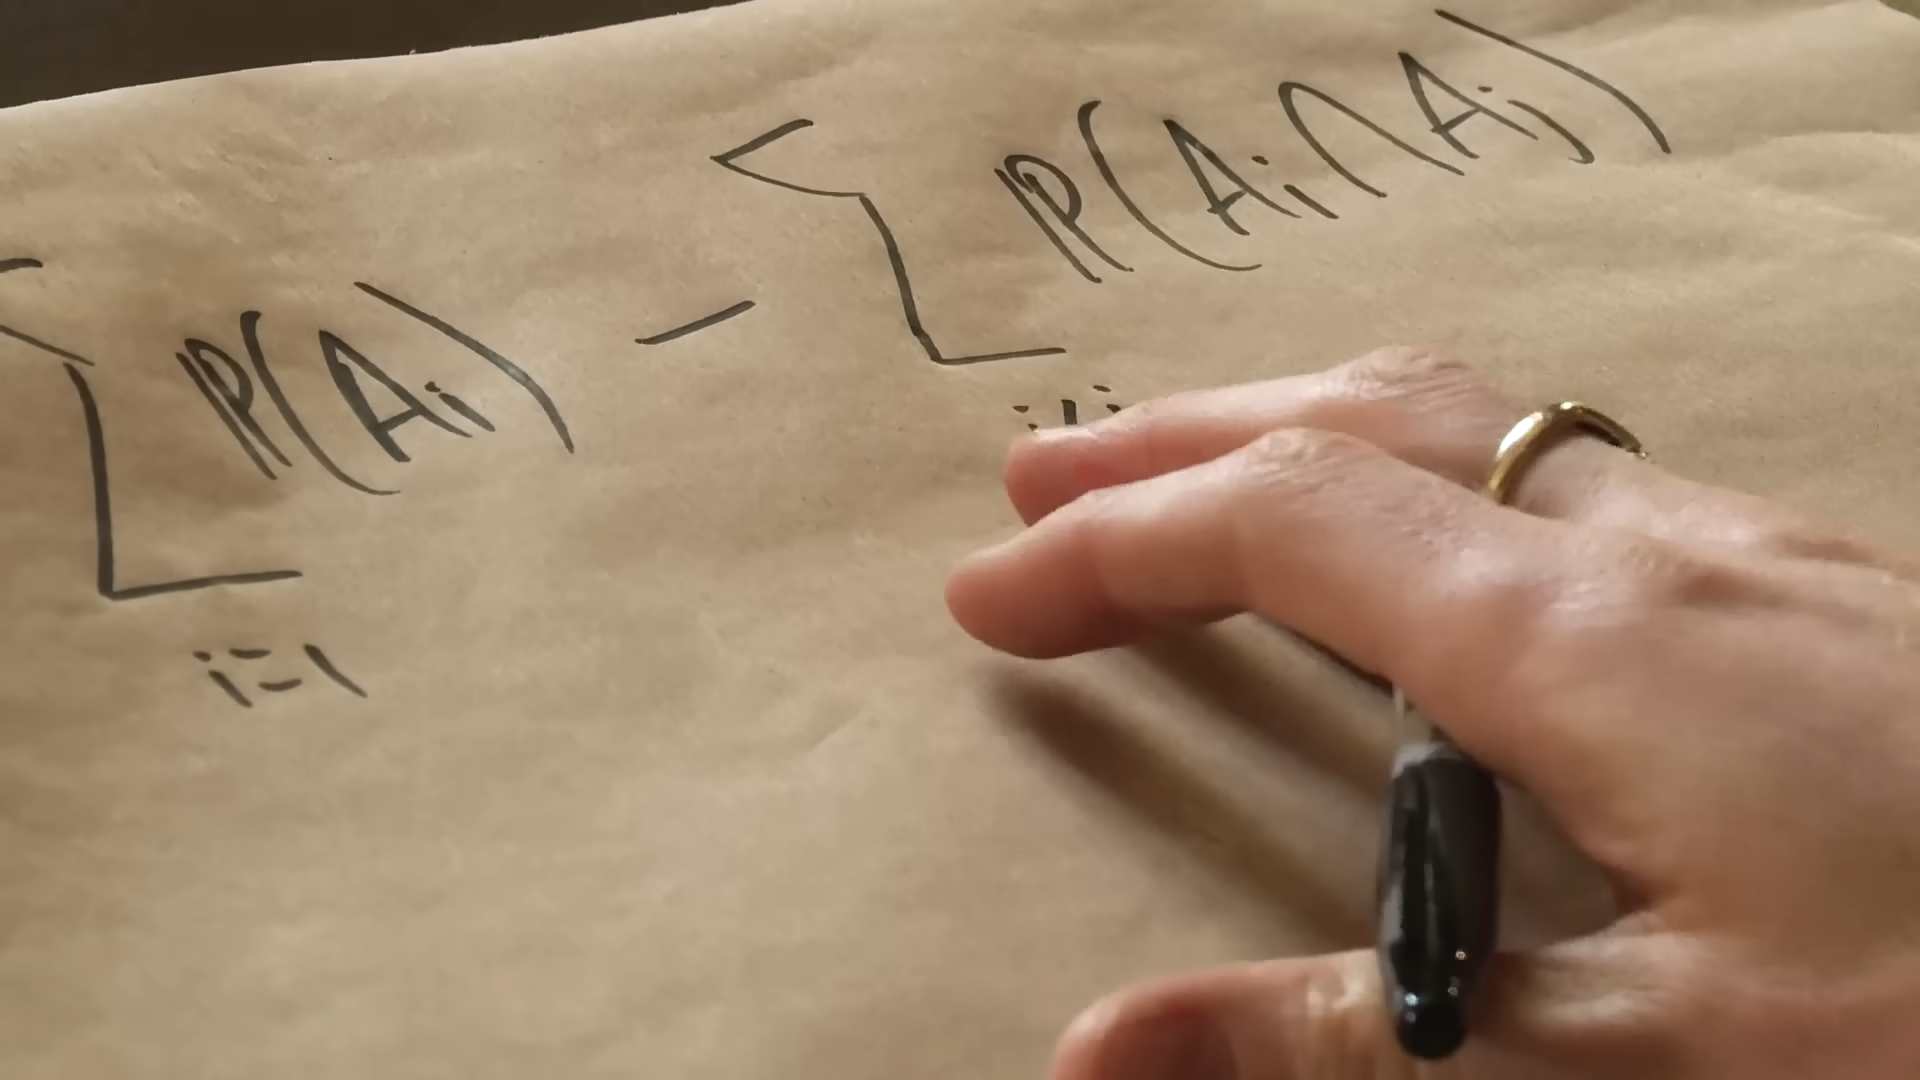 ∑ ℙ(Aᵢ) − ∑ ℙ(Aᵢ∩Aⱼ)
i=1